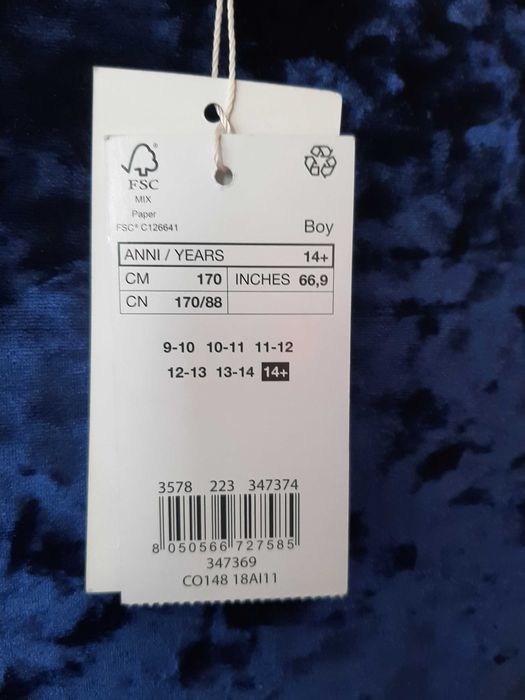 FSC
MIX
Paper
FSC® C126641
Boy
ANNI / YEARS 14+
CM 170 INCHES 66,9
CN 170/88
9-10 10-11 11-12
12-13 13-14 14+
3578 223 347374
8 050566 727585
347369
CO148 18AI11